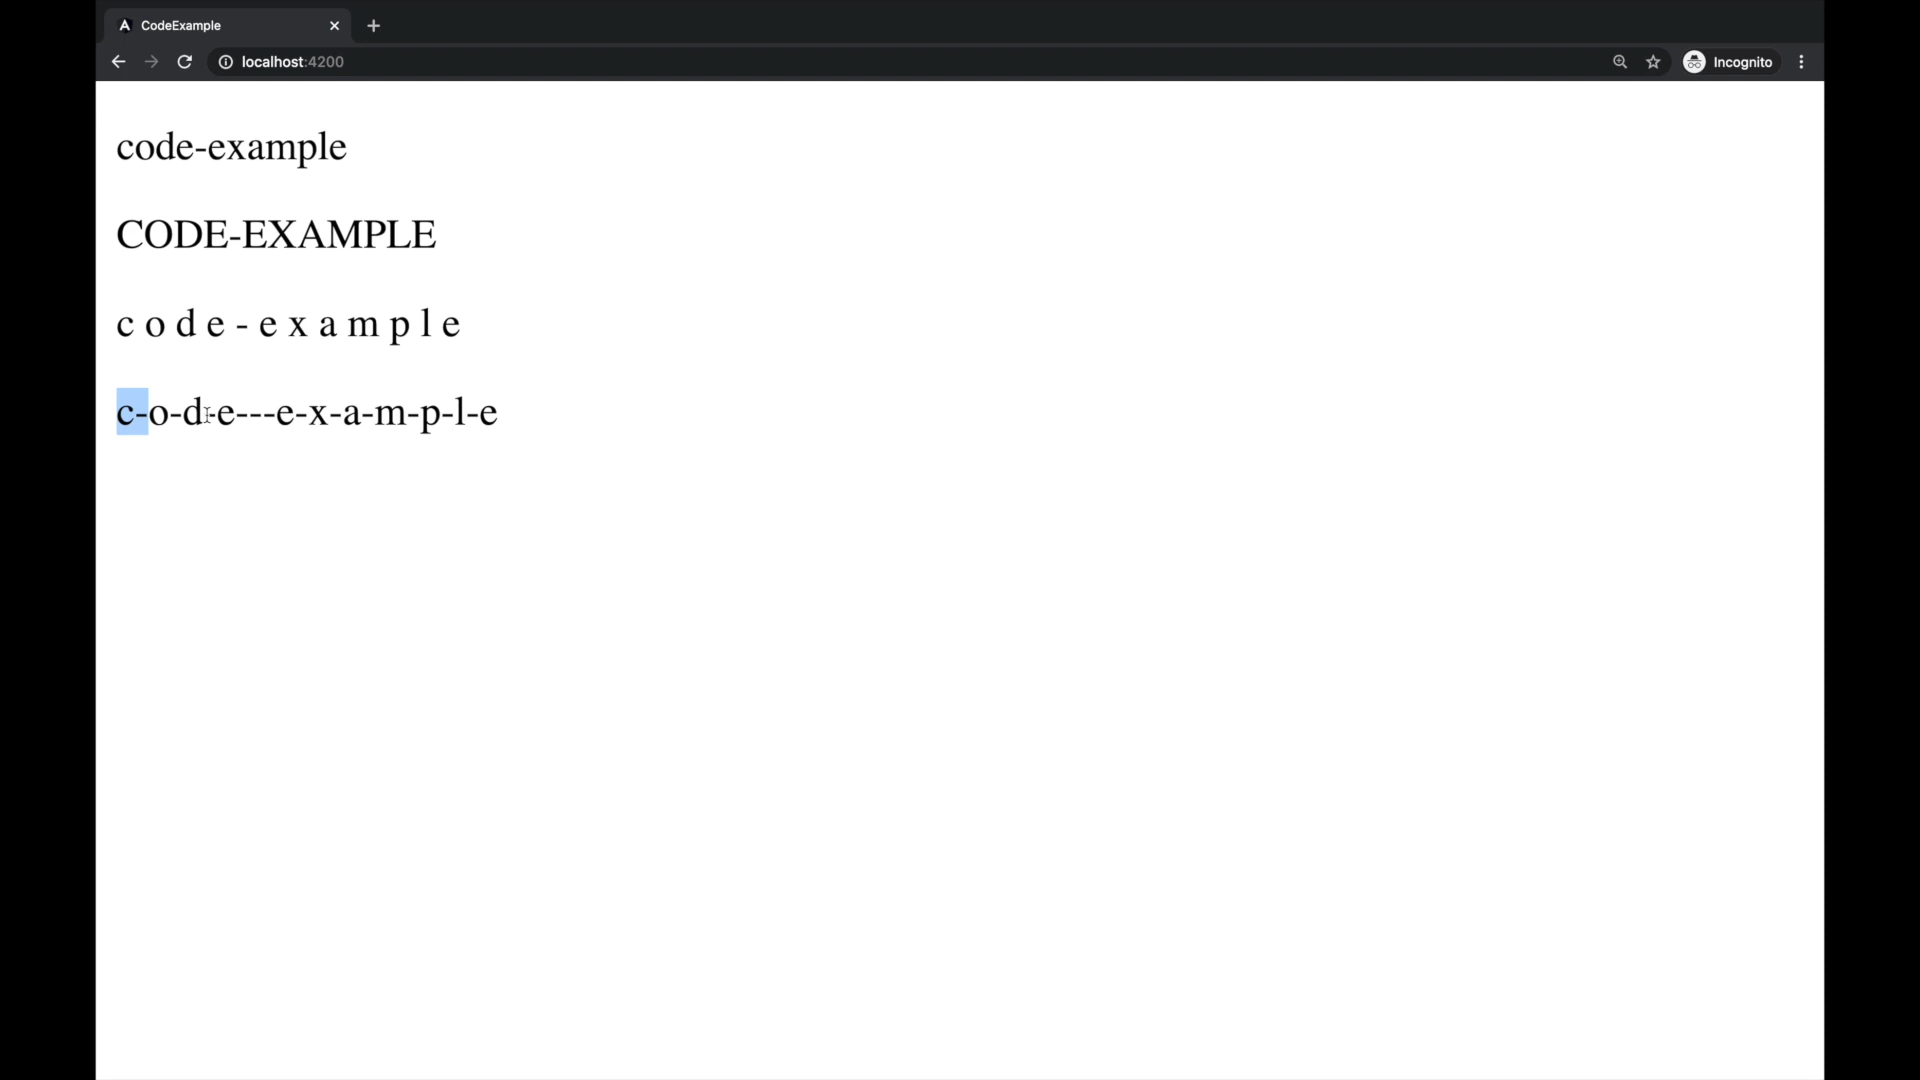 CodeExample
localhost:4200
Incognito
code-example
CODE-EXAMPLE
c o d e - e x a m p l e
c-o-d-e---e-x-a-m-p-l-e